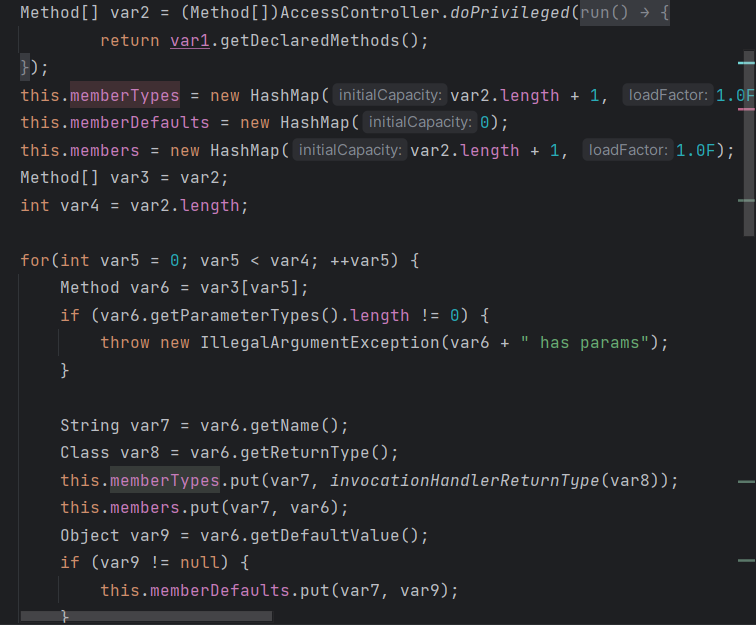 Method[] var2 = (Method[])AccessController.doPrivileged(run() → {
        return var1.getDeclaredMethods();
});
this.memberTypes = new HashMap( initialCapacity: var2.length + 1,  loadFactor: 1.0F
this.memberDefaults = new HashMap( initialCapacity: 0);
this.members = new HashMap( initialCapacity: var2.length + 1,  loadFactor: 1.0F);
Method[] var3 = var2;
int var4 = var2.length;

for(int var5 = 0; var5 < var4; ++var5) {
    Method var6 = var3[var5];
    if (var6.getParameterTypes().length != 0) {
        throw new IllegalArgumentException(var6 + " has params");
    }

    String var7 = var6.getName();
    Class var8 = var6.getReturnType();
    this.memberTypes.put(var7, invocationHandlerReturnType(var8));
    this.members.put(var7, var6);
    Object var9 = var6.getDefaultValue();
    if (var9 != null) {
        this.memberDefaults.put(var7, var9);
    }